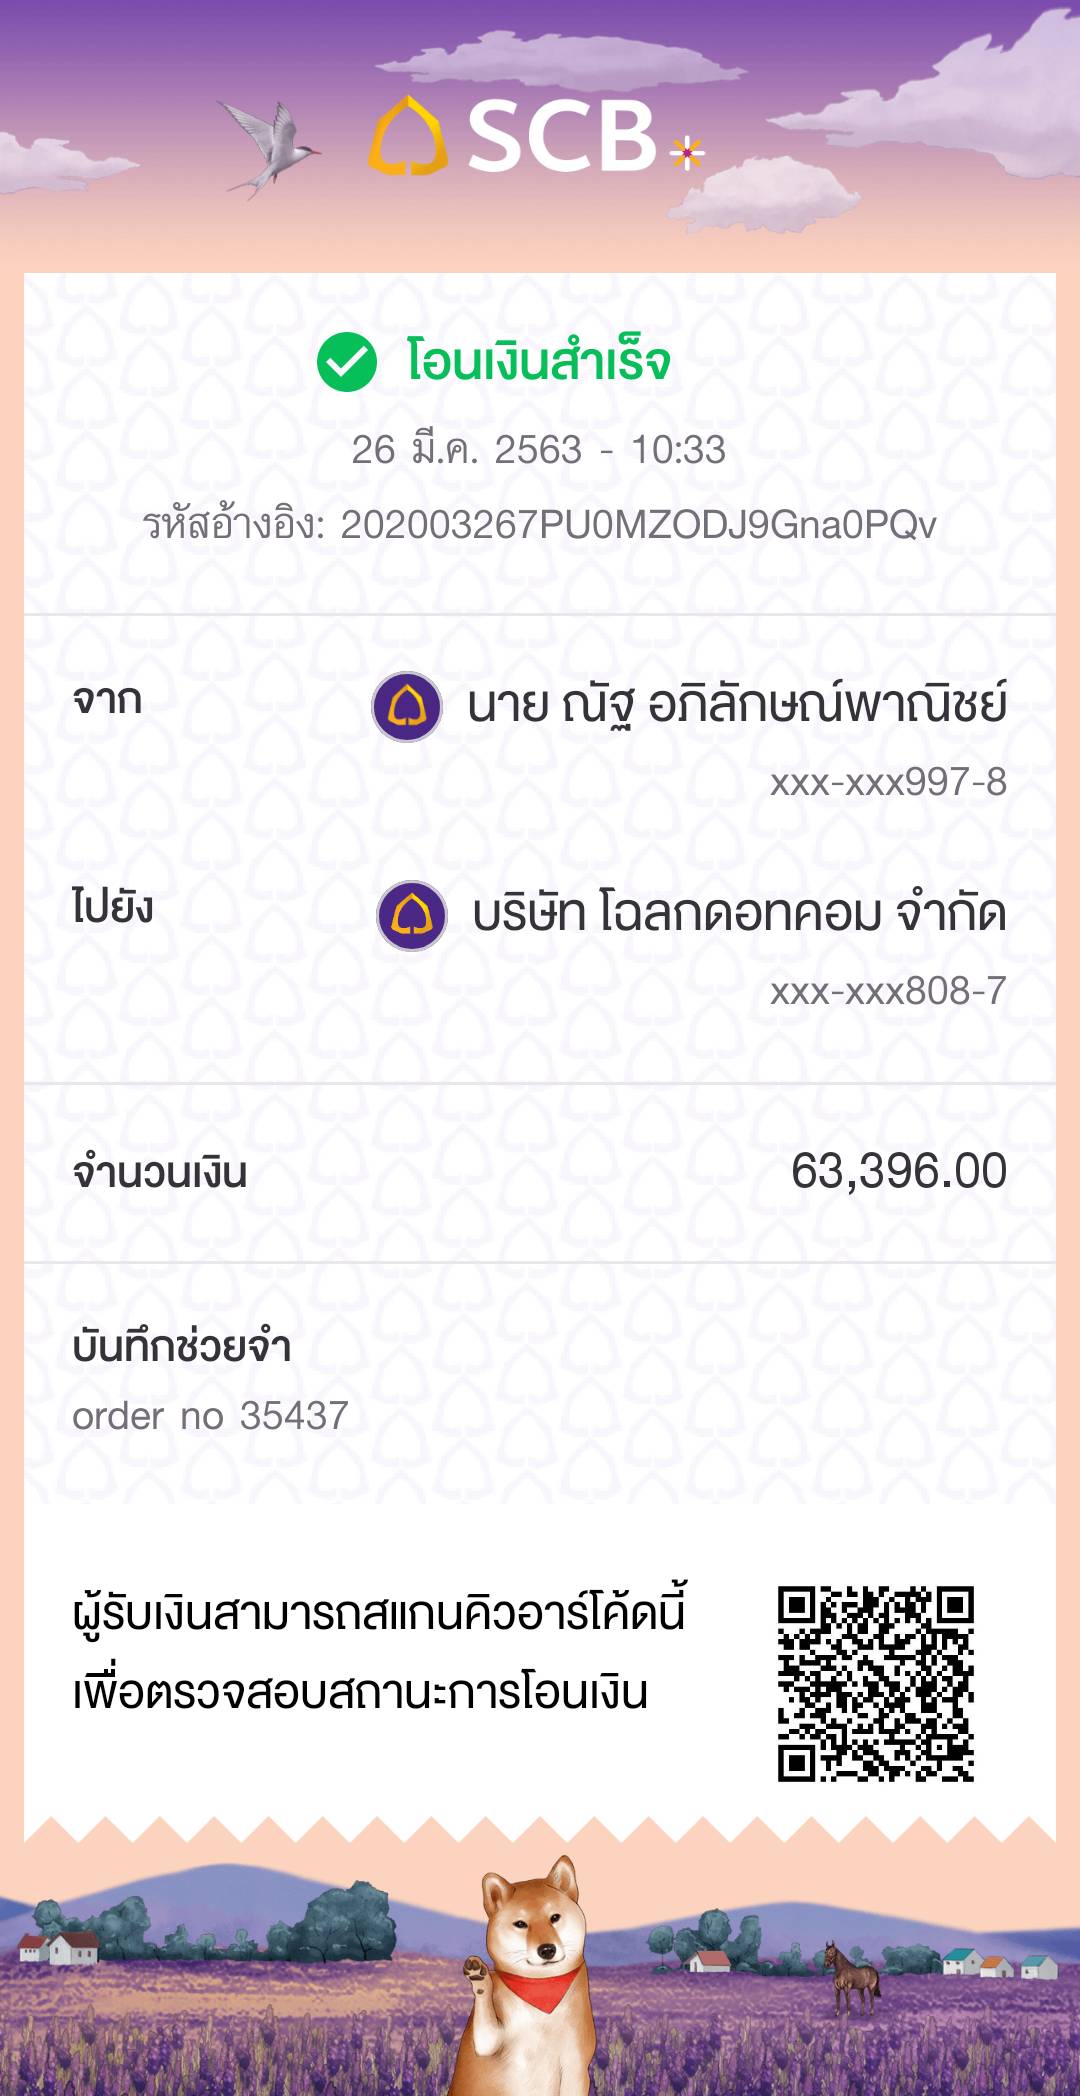 SCB
โอนเงินสำเร็จ
26 มี.ค. 2563 - 10:33
รหัสอ้างอิง: 202003267PU0MZODJ9Gna0PQv
จาก
นาย ณัฐ อภิลักษณ์พาณิชย์
xxx-xxx997-8
ไปยัง
บริษัท โฉลกดอทคอม จำกัด
xxx-xxx808-7
จำนวนเงิน 63,396.00
บันทึกช่วยจำ
order no 35437
ผู้รับเงินสามารถสแกนคิวอาร์โค้ดนี้
เพื่อตรวจสอบสถานะการโอนเงิน